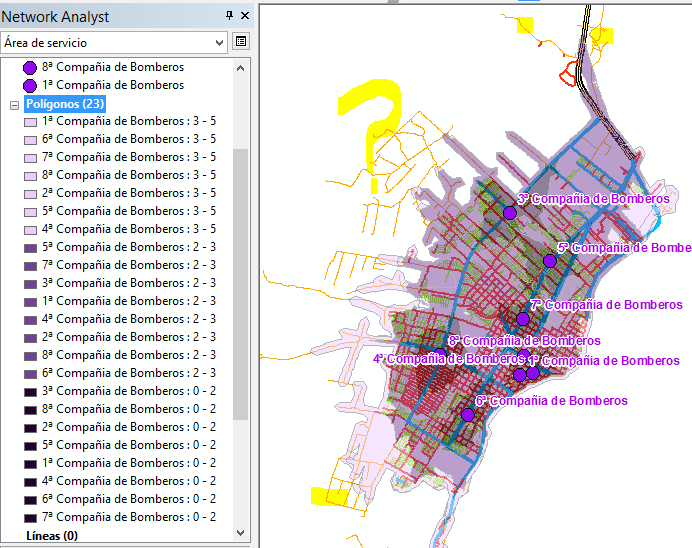 Network Analyst
Área de servicio
8ª Compañia de Bomberos
1ª Compañia de Bomberos
Polígonos (23)
1ª Compañia de Bomberos : 3 - 5
6ª Compañia de Bomberos : 3 - 5
7ª Compañia de Bomberos : 3 - 5
8ª Compañia de Bomberos : 3 - 5
2ª Compañia de Bomberos : 3 - 5
5ª Compañia de Bomberos : 3 - 5
4ª Compañia de Bomberos : 3 - 5
5ª Compañia de Bomberos : 2 - 3
7ª Compañia de Bomberos : 2 - 3
3ª Compañia de Bomberos : 2 - 3
1ª Compañia de Bomberos : 2 - 3
4ª Compañia de Bomberos : 2 - 3
2ª Compañia de Bomberos : 2 - 3
8ª Compañia de Bomberos : 2 - 3
6ª Compañia de Bomberos : 2 - 3
3ª Compañia de Bomberos : 0 - 2
8ª Compañia de Bomberos : 0 - 2
2ª Compañia de Bomberos : 0 - 2
5ª Compañia de Bomberos : 0 - 2
1ª Compañia de Bomberos : 0 - 2
4ª Compañia de Bomberos : 0 - 2
6ª Compañia de Bomberos : 0 - 2
7ª Compañia de Bomberos : 0 - 2
Líneas (0)
?
3ª Compañia de Bomberos
5ª Compañia de Bombe
7ª Compañia de Bomberos
8ª Compañia de Bomberos
4ª Compañia de Bomberos
1ª Compañia de Bomberos
6ª Compañia de Bomberos